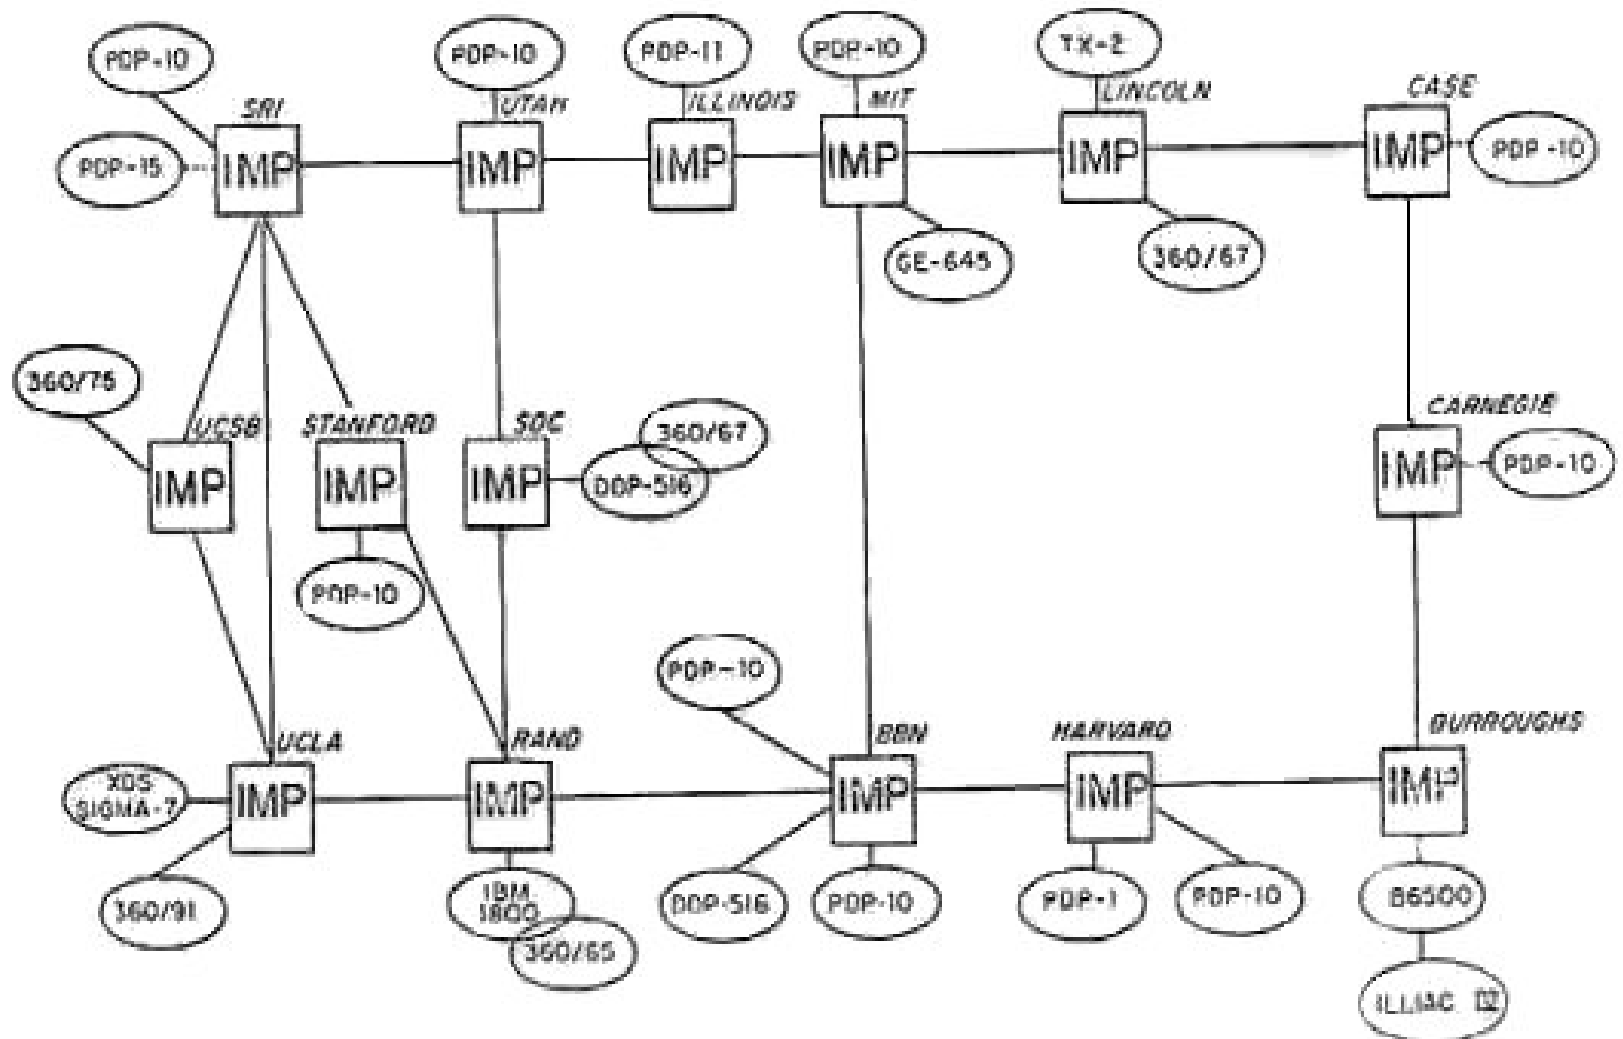 PDP-10
PDP-10
PDP-11
PDP-10
TX-2
SRI
UTAH
ILLINOIS
MIT
LINCOLN
CASE
PDP-15
IMP
IMP
IMP
IMP
IMP
IMP
PDP-10
GE-645
360/67
360/75
UCSB
STANFORD
SDC
360/67
CARNEGIE
IMP
IMP
IMP
DDP-516
IMP
PDP-10
PDP-10
PDP-10
UCLA
RAND
BBN
HARVARD
BURROUGHS
XDS
SIGMA-7
IMP
IMP
IMP
IMP
IMP
360/91
IBM
1800
360/65
DDP-516
PDP-10
PDP-1
PDP-10
B6500
ILLIAC IV